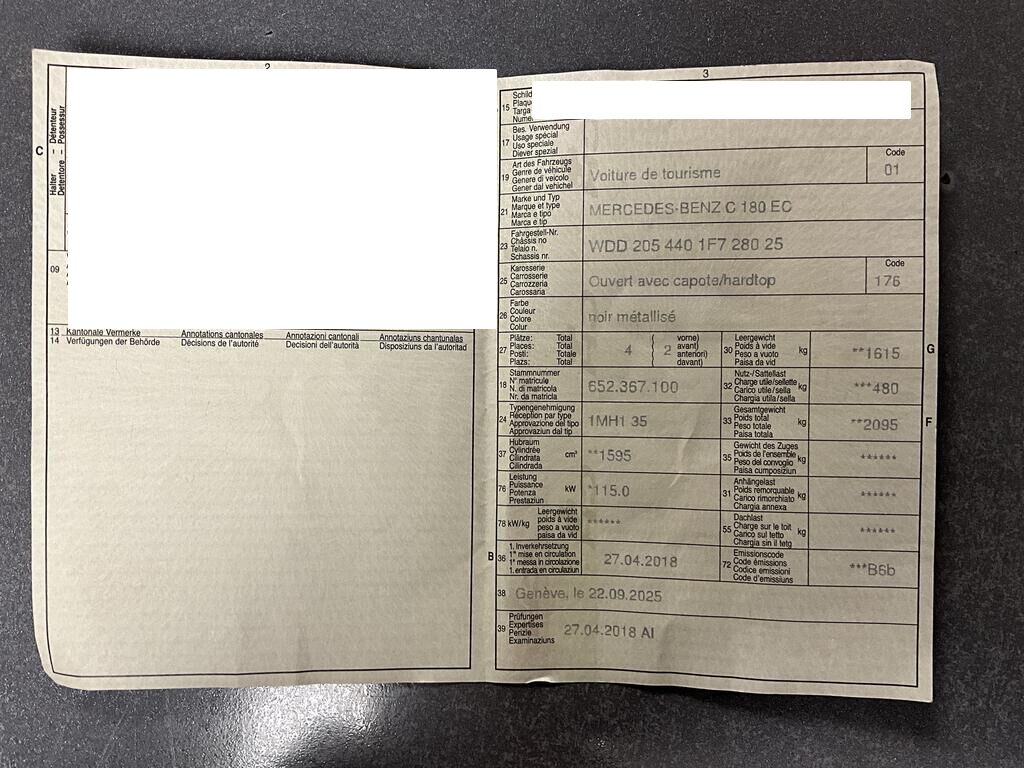 2
C
Halter - Détenteur
Detentore - Possessur
09
13 Kantonale Vermerke Annotations cantonales Annotazioni cantonali Annotaziuns chantunalas
14 Verfügungen der Behörde Décisions de l'autorité Decisioni dell'autorità Disposiziuns da l'autoritad
3
15
Schild
Plaqu
Targa
Nume
17
Bes. Verwendung
Usage spécial
Uso speciale
Diever spezial
19
Art des Fahrzeugs
Genre de véhicule
Genere di veicolo
Gener dal vehichel
Voiture de tourisme
Code
01
21
Marke und Typ
Marque et type
Marca e tipo
Marca e tip
MERCEDES-BENZ C 180 EC
23
Fahrgestell-Nr.
Châssis no
Telaio n.
Schassis nr.
WDD 205 440 1F7 280 25
25
Karosserie
Carrosserie
Carrozzeria
Carossaria
Ouvert avec capote/hardtop
Code
176
26
Farbe
Couleur
Colore
Colur
noir métallisé
27
Plätze: Total
Places: Total
Posti: Totale
Plazs: Total
4
( vorne)
( avant)
( anteriori)
( davant)
2
30
Leergewicht
Poids à vide
Peso a vuoto
Paisa da vid
kg
**1615
G
18
Stammnummer
N° matricule
N. di matricola
Nr. da matricla
652.367.100
32
Nutz-/Sattellast
Charge utile/sellette
Carico utile/sella
Chargia utila/sella
kg
***480
24
Typengenehmigung
Réception par type
Approvazione del tipo
Approvaziun dal tip
1MH1 35
33
Gesamtgewicht
Poids total
Peso totale
Paisa totala
kg
**2095
F
37
Hubraum
Cylindrée
Cilindrata
Cilindrada
cm³
**1595
35
Gewicht des Zuges
Poids de l'ensemble
Peso del convoglio
Paisa cumposiziun
kg
******
76
Leistung
Puissance
Potenza
Prestaziun
kW
*115.0
31
Anhängelast
Poids remorquable
Carico rimorchiato
Chargia annexa
kg
******
78 kW/kg
Leergewicht
poids à vide
peso a vuoto
paisa da vid
******
55
Dachlast
Charge sur le toit
Carico sul tetto
Chargia sin il tetg
kg
******
B
36
1. Inverkehrsetzung
1re mise en circulation
1a messa in circolazione
1. entrada en circulaziun
27.04.2018
72
Emissionscode
Code émissions
Codice emissioni
Code d'emissiuns
***B6b
38 Genève, le 22.09.2025
39
Prüfungen
Expertises
Perizie
Examinaziuns
27.04.2018 AI